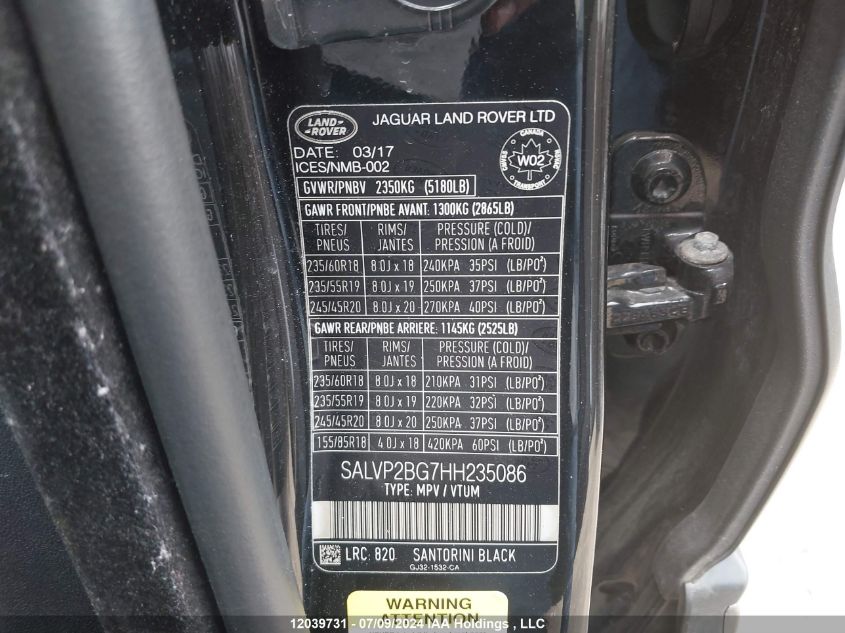 LAND-
-ROVER
JAGUAR LAND ROVER LTD
DATE: 03/17
ICES/NMB-002
CANADA
W02
TRANSPORT
GVWR/PNBV 2350KG (5180LB)
GAWR FRONT/PNBE AVANT: 1300KG (2865LB)
TIRES/ RIMS/ PRESSURE (COLD)/
PNEUS JANTES PRESSION (A FROID)
235/60R18 8.0J x 18 240KPA 35PSI (LB/PO²)
235/55R19 8.0J x 19 250KPA 37PSI (LB/PO²)
245/45R20 8.0J x 20 270KPA 40PSI (LB/PO²)
GAWR REAR/PNBE ARRIERE: 1145KG (2525LB)
TIRES/ RIMS/ PRESSURE (COLD)/
PNEUS JANTES PRESSION (A FROID)
235/60R18 8.0J x 18 210KPA 31PSI (LB/PO²)
235/55R19 8.0J x 19 220KPA 32PSI (LB/PO²)
245/45R20 8.0J x 20 250KPA 37PSI (LB/PO²)
155/85R18 4.0J x 18 420KPA 60PSI (LB/PO²)
SALVP2BG7HH235086
TYPE: MPV / VTUM
LRC: 820 SANTORINI BLACK
GJ32-1532-CA
WARNING
ATTENTION
12039731 - 07/09/2024 IAA Holdings , LLC